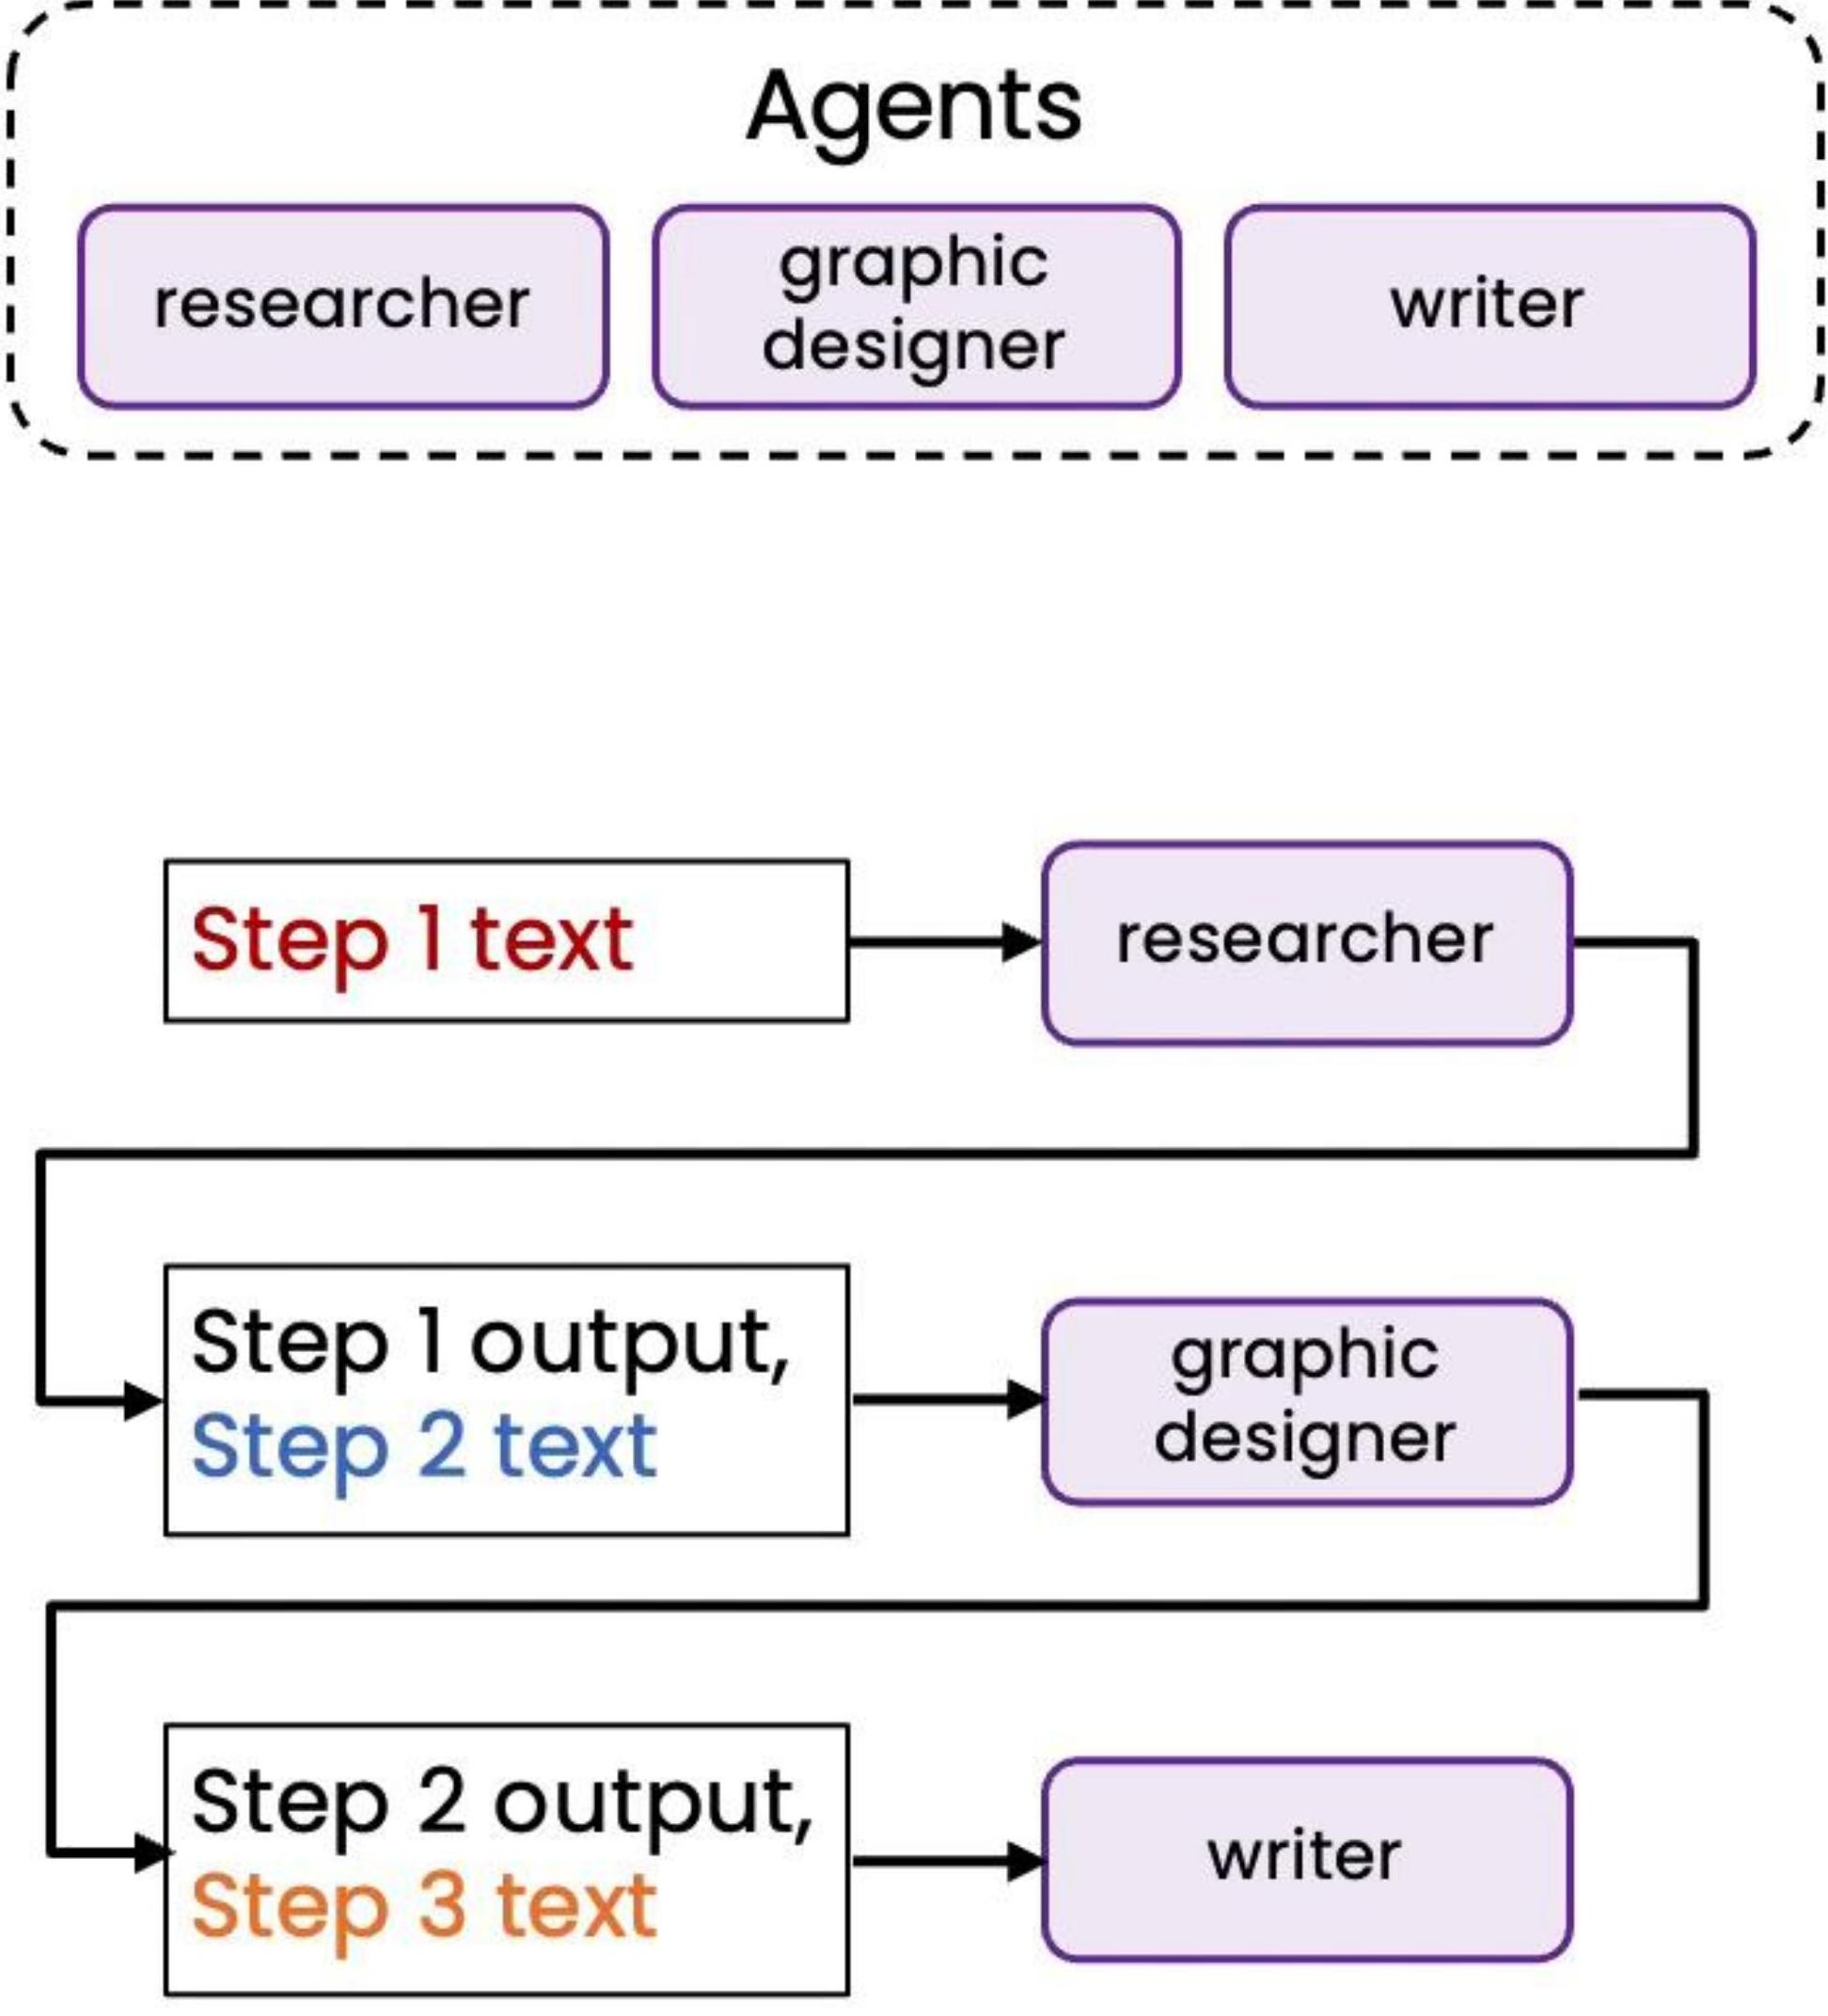 Agents
researcher
graphic
designer
writer
Step 1 text
researcher
Step 1 output,
Step 2 text
graphic
designer
Step 2 output,
Step 3 text
writer